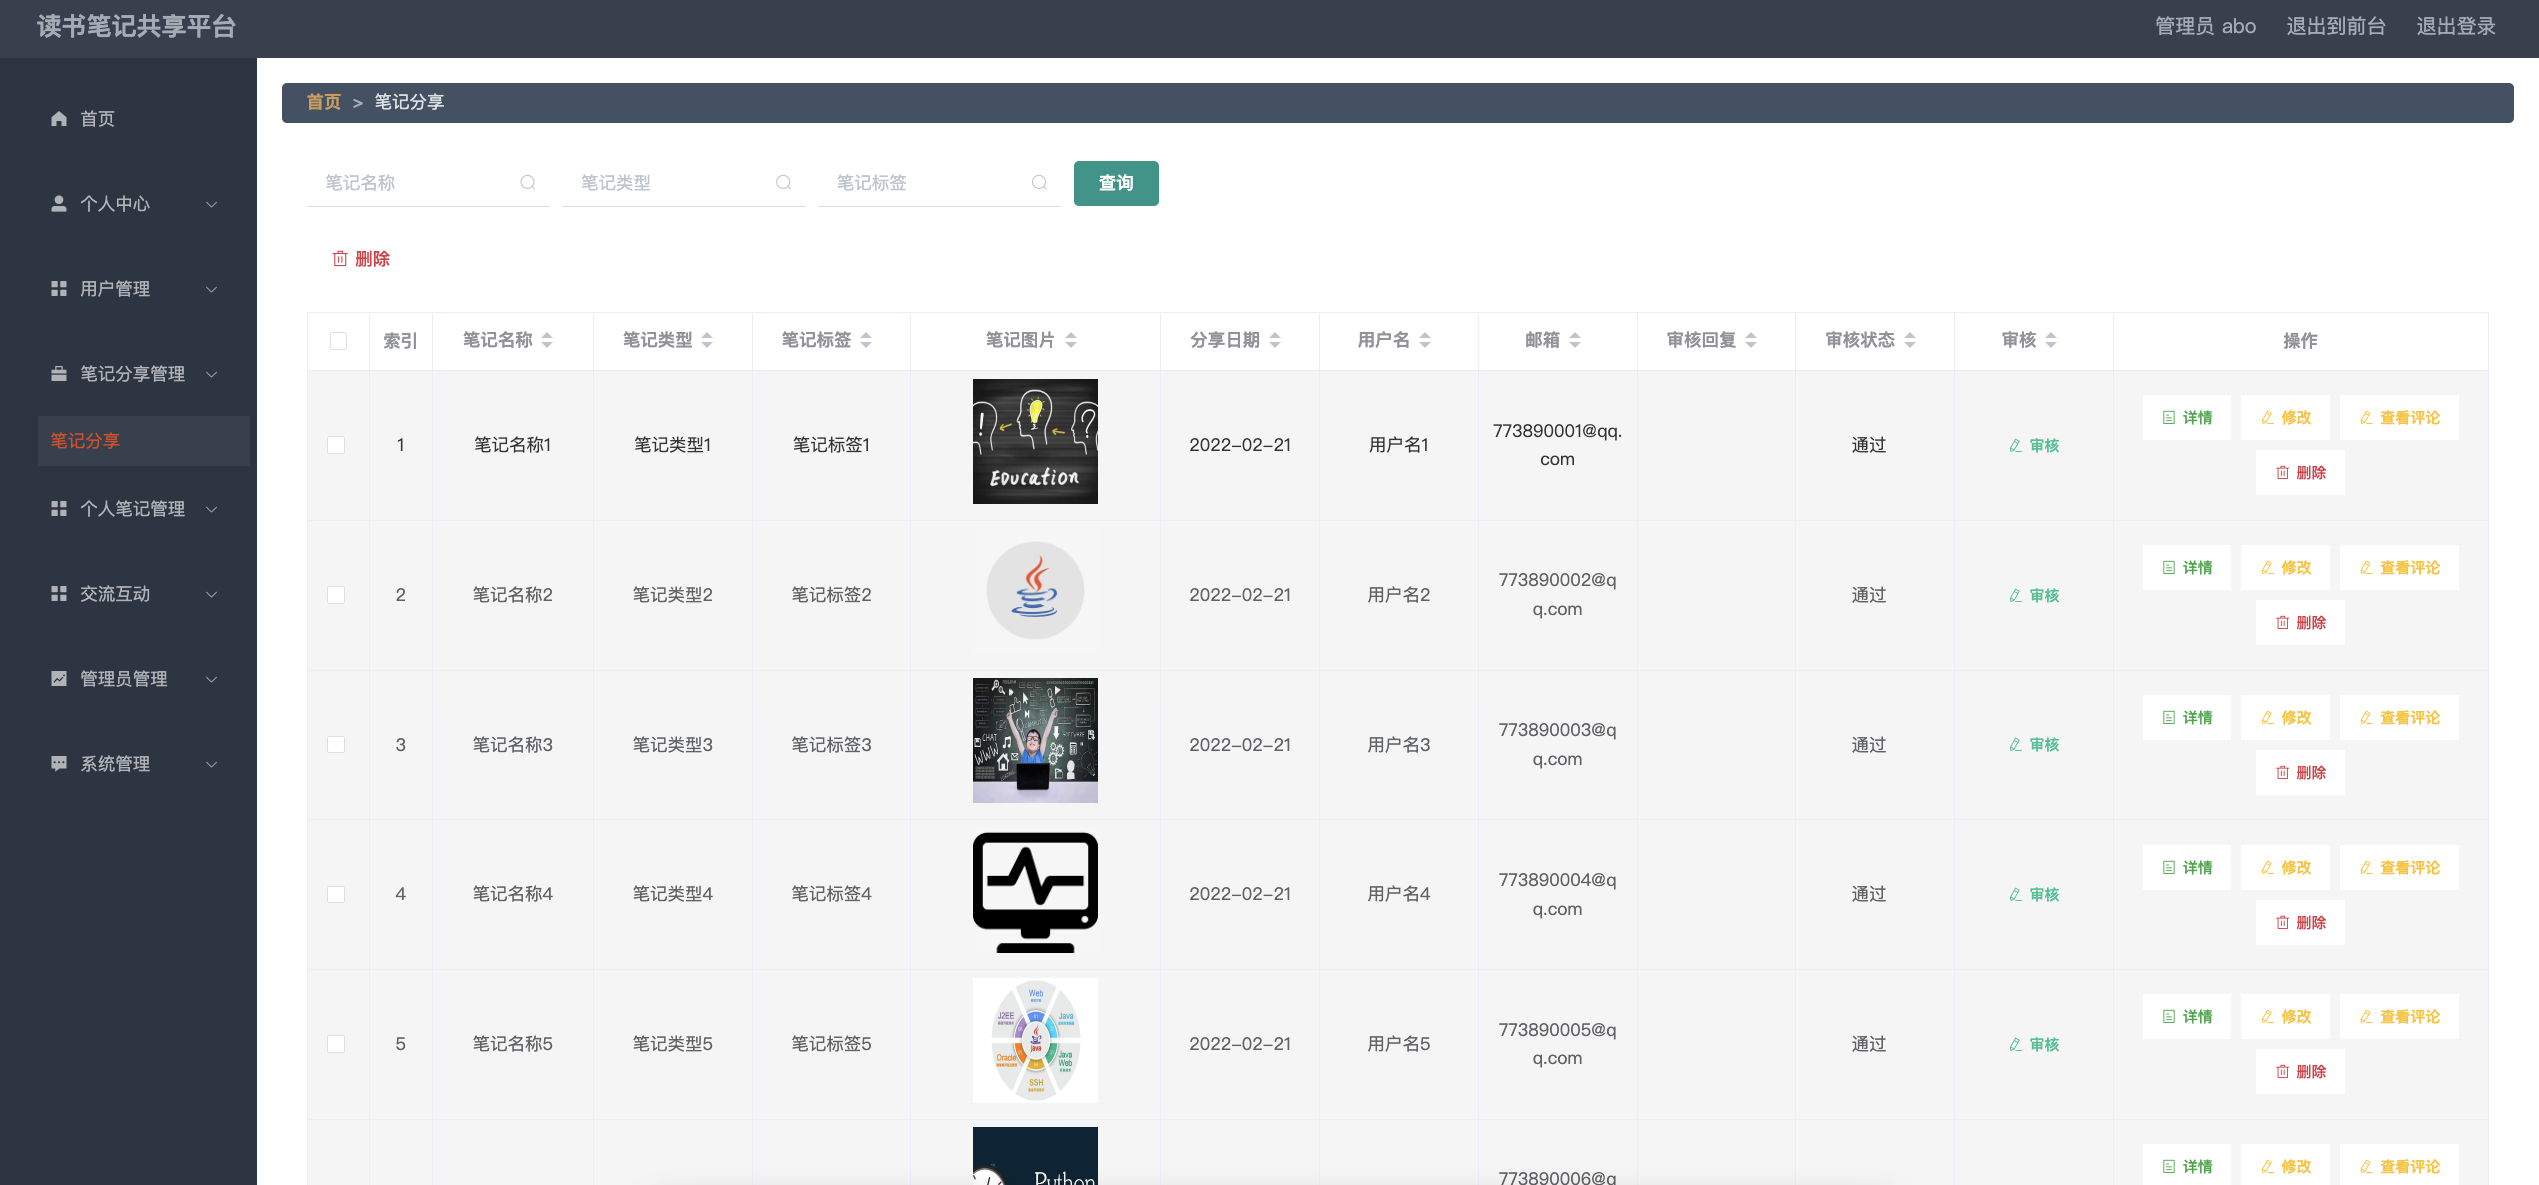 读书笔记共享平台
管理员 abo 退出到前台 退出登录
首页
个人中心
用户管理
笔记分享管理
笔记分享
个人笔记管理
交流互动
管理员管理
系统管理
首页 > 笔记分享
笔记名称 笔记类型 笔记标签 查询
删除
索引 笔记名称 笔记类型 笔记标签 笔记图片 分享日期 用户名 邮箱 审核回复 审核状态 审核 操作
1 笔记名称1 笔记类型1 笔记标签1 2022-02-21 用户名1 773890001@qq.
com 通过 审核 详情 修改 查看评论
删除
Education
2 笔记名称2 笔记类型2 笔记标签2 2022-02-21 用户名2 773890002@q
q.com 通过 审核 详情 修改 查看评论
删除
3 笔记名称3 笔记类型3 笔记标签3 2022-02-21 用户名3 773890003@q
q.com 通过 审核 详情 修改 查看评论
删除
CHAT
WWW
4 笔记名称4 笔记类型4 笔记标签4 2022-02-21 用户名4 773890004@q
q.com 通过 审核 详情 修改 查看评论
删除
5 笔记名称5 笔记类型5 笔记标签5 2022-02-21 用户名5 773890005@q
q.com 通过 审核 详情 修改 查看评论
删除
Web
J2EE Java
java
Oracle Java
Web
SSH
Python
773890006@q
详情 修改 查看评论